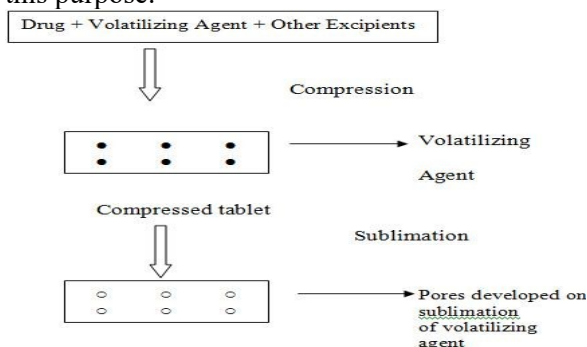 this purpose.
Drug + Volatilizing Agent + Other Excipients
Compression
Volatilizing
Agent
Compressed tablet
Sublimation
Pores developed on
sublimation
of volatilizing
agent